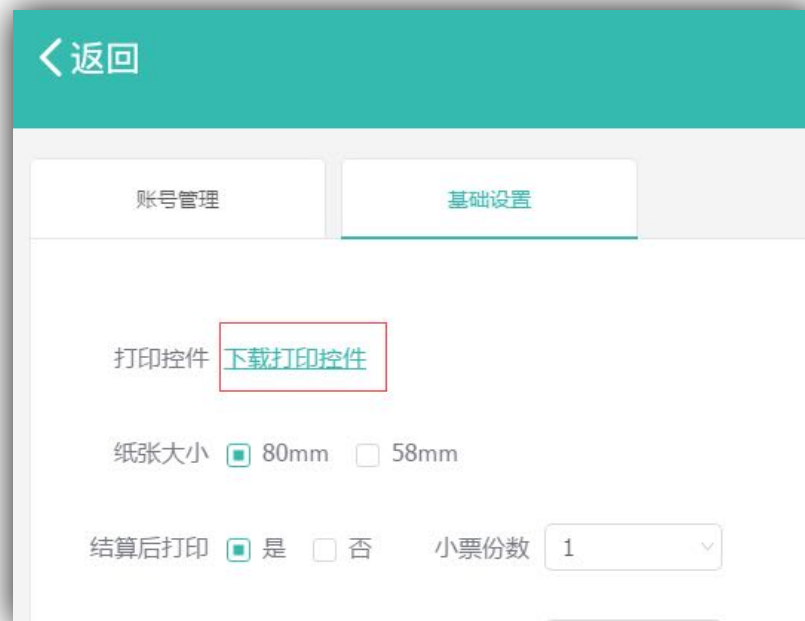 返回
账号管理 基础设置
打印控件 下载打印控件
纸张大小 80mm 58mm
结算后打印 是 否 小票份数 1